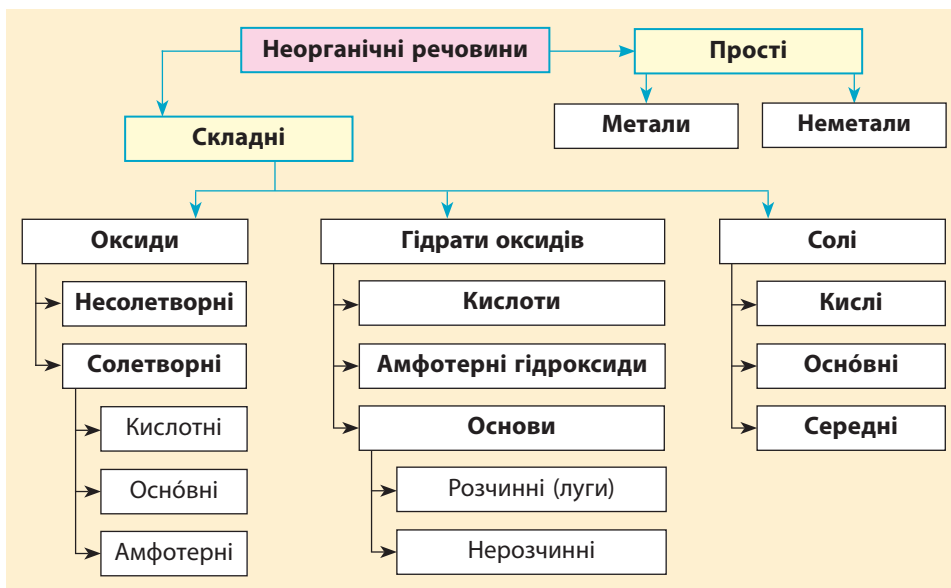 Неорганічні речовини
Прості
Метали
Неметали
Складні
Оксиди
Несолетворні
Солетворні
Кислотні
Осно́вні
Амфотерні
Гідрати оксидів
Кислоти
Амфотерні гідроксиди
Основи
Розчинні (луги)
Нерозчинні
Солі
Кислі
Осно́вні
Середні